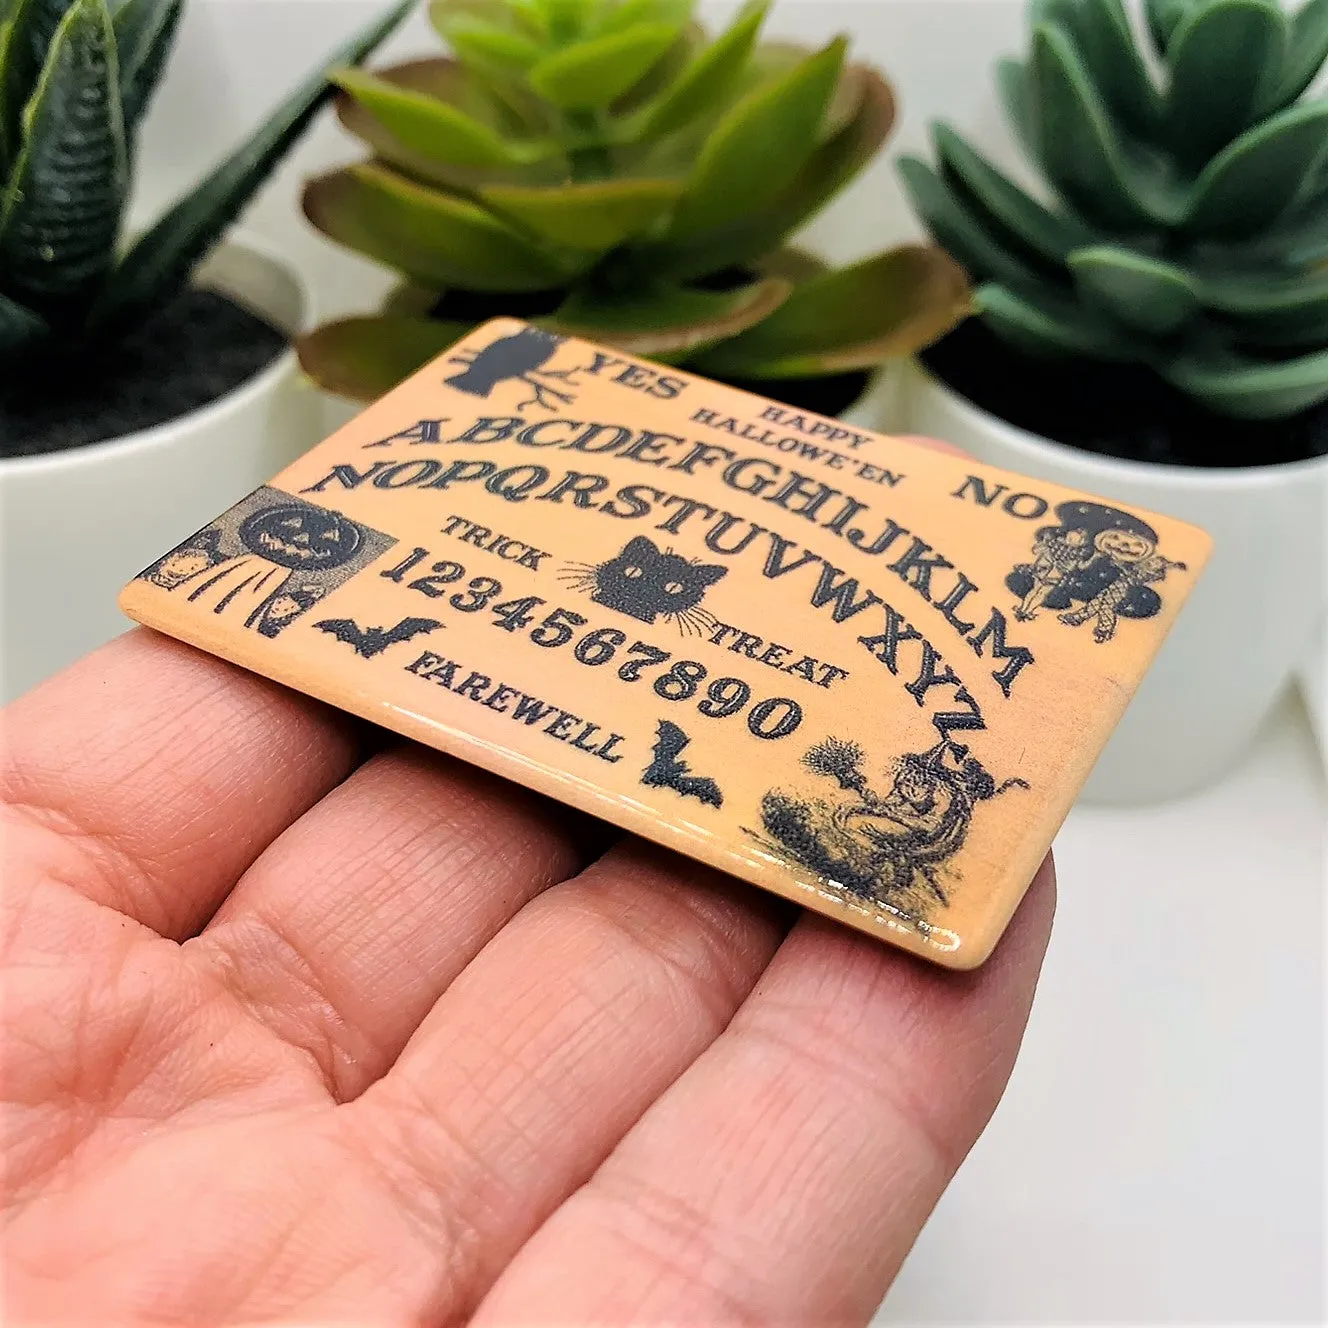 YES
HAPPY
HALLOWE'EN
NO
ABCDEFGHIJKLM
NOPQRSTUVWXYZ
TRICK
TREAT
1234567890
FAREWELL